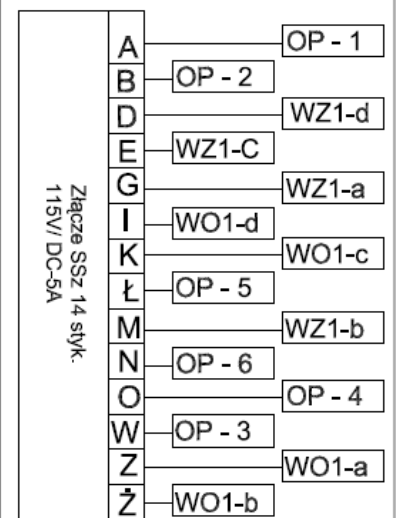 Złącze SSz 14 styk.
115V/ DC-5A
A OP - 1
B OP - 2
D WZ1-d
E WZ1-C
G WZ1-a
I WO1-d
K WO1-c
Ł OP - 5
M WZ1-b
N OP - 6
O OP - 4
W OP - 3
Z WO1-a
Ż WO1-b